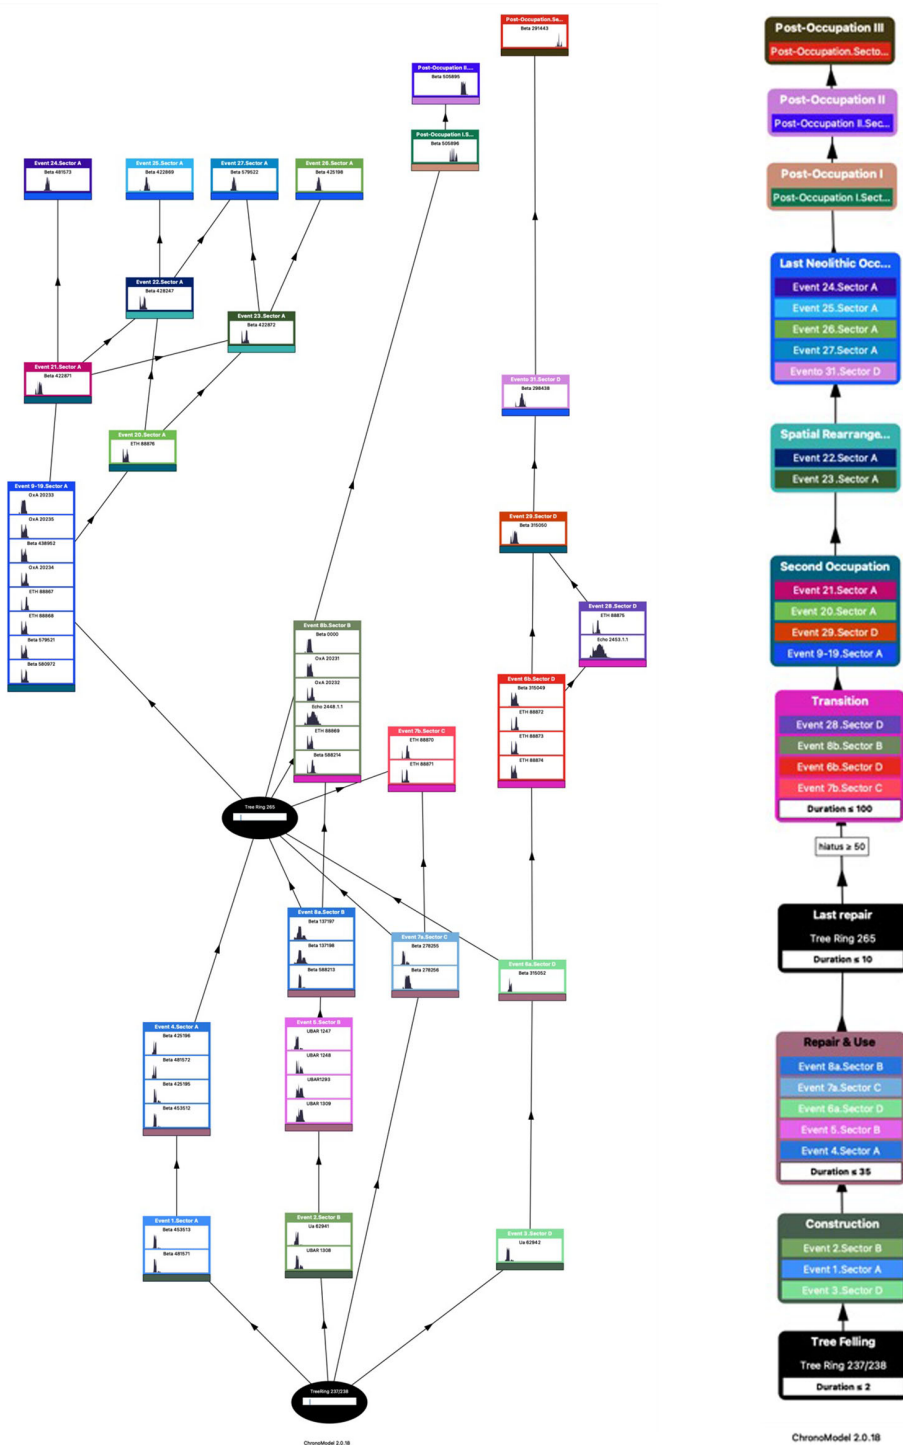 Post-Occupation.Se...
Beta 291443
Post-Occupation II....
Beta 505895
Post-Occupation I.S...
Beta 505896
Event 24.Sector A
Beta 481573
Event 25.Sector A
Beta 422869
Event 27.Sector A
Beta 579522
Event 26.Sector A
Beta 425198
Event 22.Sector A
Beta 428247
Event 23.Sector A
Beta 422872
Event 21.Sector A
Beta 422871
Event 20.Sector A
ETH 88876
Event 9-19.Sector A
OxA 20233
OxA 20235
Beta 438952
OxA 20234
ETH 88867
ETH 88868
Beta 579521
Beta 560972
Evento 31.Sector D
Beta 298438
Event 29.Sector D
Beta 315050
Event 28.Sector D
ETH 88875
Echo 2453.1.1
Event 8b.Sector B
Beta 0000
OxA 20231
OxA 20232
Echo 2448.1.1
ETH 88869
Beta 588214
Event 6b.Sector D
Beta 315049
ETH 88872
ETH 88873
ETH 88874
Event 7b.Sector C
ETH 88870
ETH 88871
Tree Ring 265
Event 8a.Sector B
Beta 137197
Beta 137198
Beta 588213
Event 7a.Sector C
Beta 278255
Beta 278256
Event 6a.Sector D
Beta 315052
Event 4.Sector A
Beta 425196
Beta 481572
Beta 425195
Beta 453512
Event 5.Sector B
UBAR 1247
UBAR 1248
UBAR1293
UBAR 1309
Event 1.Sector A
Beta 453513
Beta 481571
Event 2.Sector B
Ua 62941
UBAR 1308
Event 3.Sector D
Ua 62942
TreeRing 237/238
ChronoModel 2.0.18
Post-Occupation III
Post-Occupation.Secto...
Post-Occupation II
Post-Occupation II.Sec...
Post-Occupation I
Post-Occupation I.Sect...
Last Neolithic Occ...
Event 24.Sector A
Event 25.Sector A
Event 26.Sector A
Event 27.Sector A
Evento 31.Sector D
Spatial Rearrange...
Event 22.Sector A
Event 23 .Sector A
Second Occupation
Event 21.Sector A
Event 20.Sector A
Event 29.Sector D
Event 9-19.Sector A
Transition
Event 28.Sector D
Event 8b.Sector B
Event 6b.Sector D
Event 7b.Sector C
Duration ≤ 100
hiatus ≥ 50
Last repair
Tree Ring 265
Duration ≤ 10
Repair & Use
Event 8a.Sector B
Event 7a.Sector C
Event 6a.Sector D
Event 5.Sector B
Event 4.Sector A
Duration ≤ 35
Construction
Event 2.Sector B
Event 1.Sector A
Event 3.Sector D
Tree Felling
Tree Ring 237/238
Duration ≤ 2
ChronoModel 2.0.18